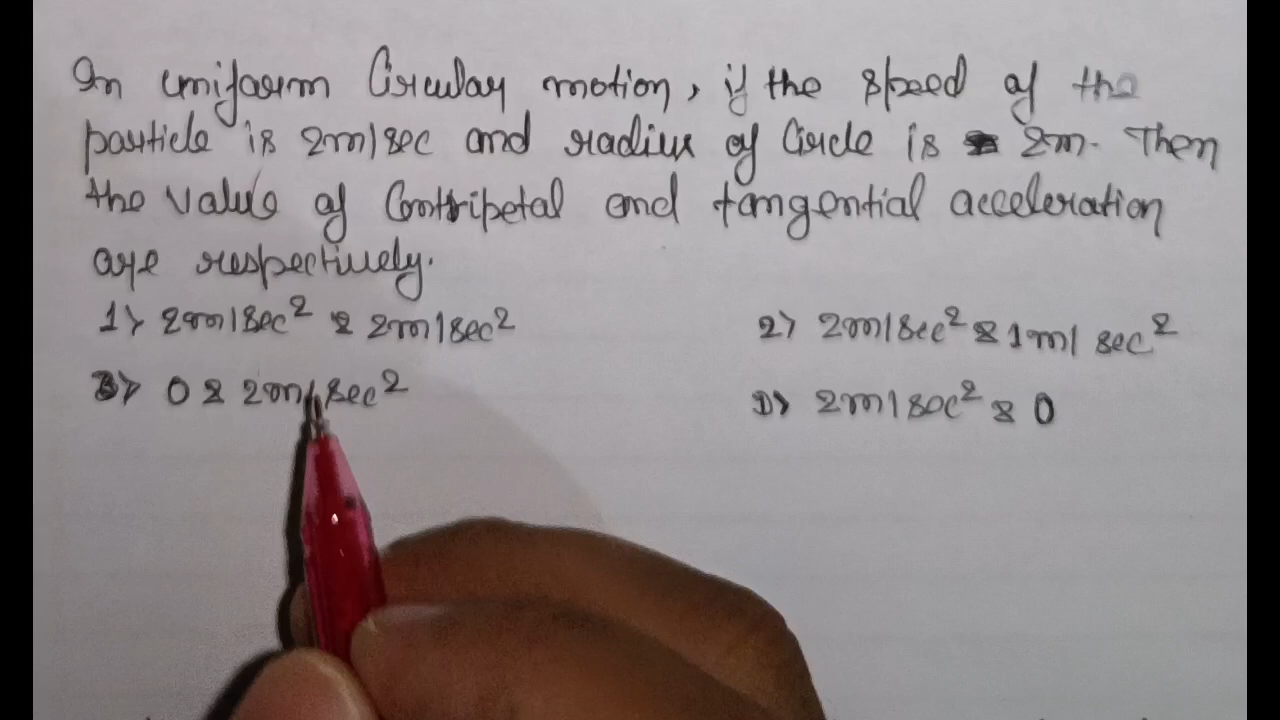 In uniform Circular motion, if the speed of the
particle is 2m/sec and radius of Circle is 2m. Then
the value of Centripetal and tangential acceleration
are respectively.
1> 2m/sec² & 2m/sec²
2> 2m/sec² & 1m/sec²
3> 0 & 2m/sec²
D> 2m/sec² & 0